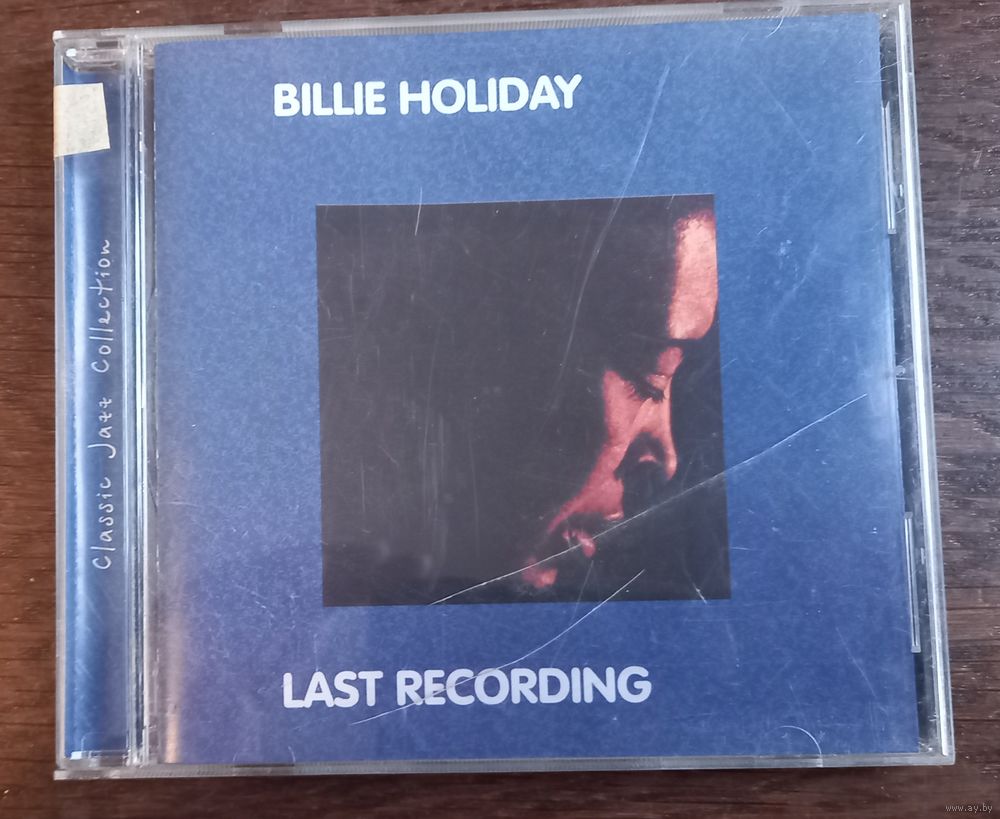 BILLIE HOLIDAY
Classic Jazz Collection
LAST RECORDING
www.ay.by